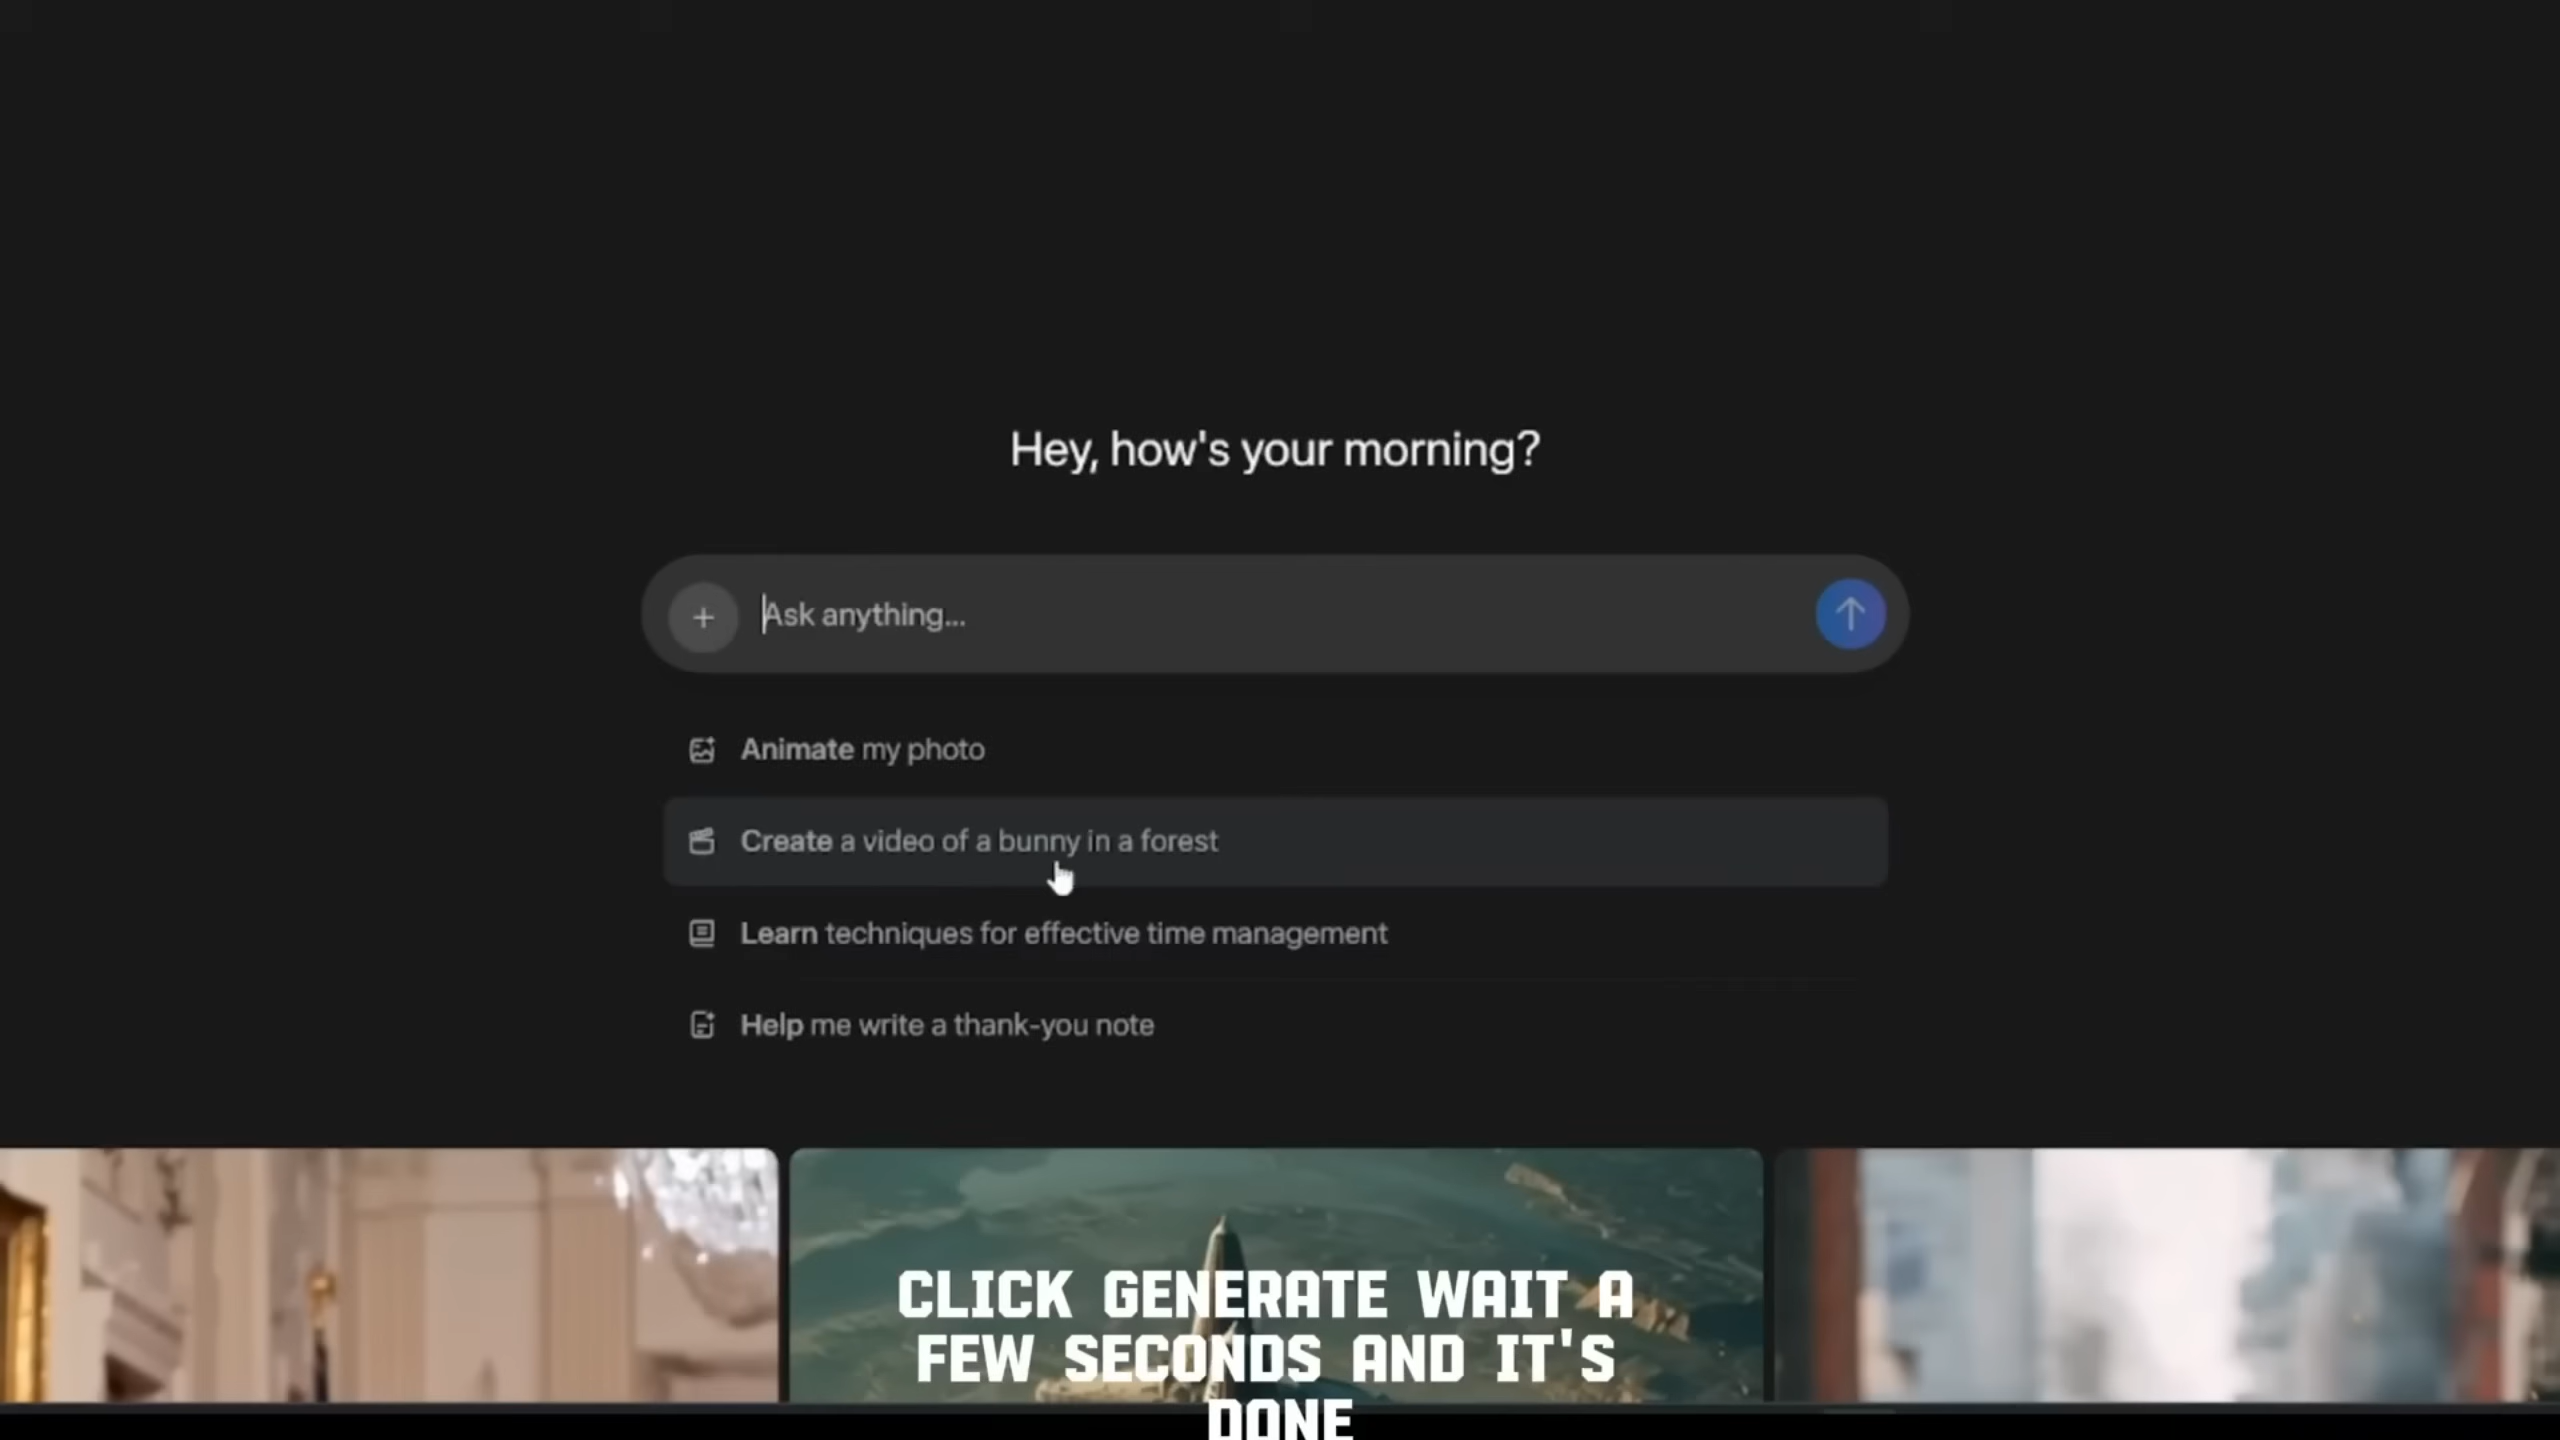 Hey, how's your morning?
Ask anything...
Animate my photo
Create a video of a bunny in a forest
Learn techniques for effective time management
Help me write a thank-you note
CLICK GENERATE WAIT A
FEW SECONDS AND IT'S
DONE